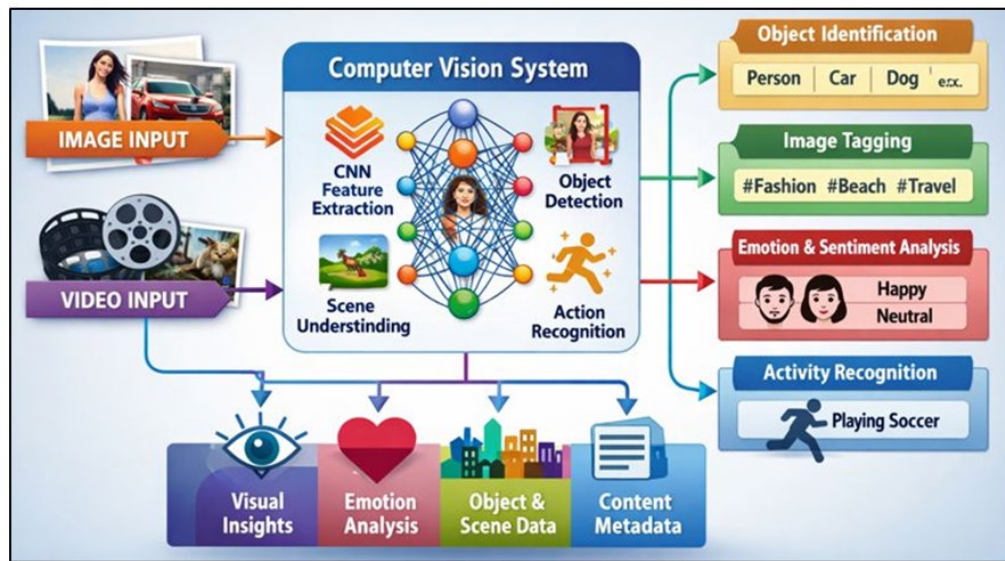 Computer Vision System
IMAGE INPUT
VIDEO INPUT
CNN
Feature
Extraction
Object
Detection
Scene
Understinding
Action
Recognition
Object Identification
Person | Car | Dog
Image Tagging
#Fashion #Beach #Travel
Emotion & Sentiment Analysis
Happy
Neutral
Activity Recognition
Playing Soccer
Visual
Insights
Emotion
Analysis
Object &
Scene Data
Content
Metadata